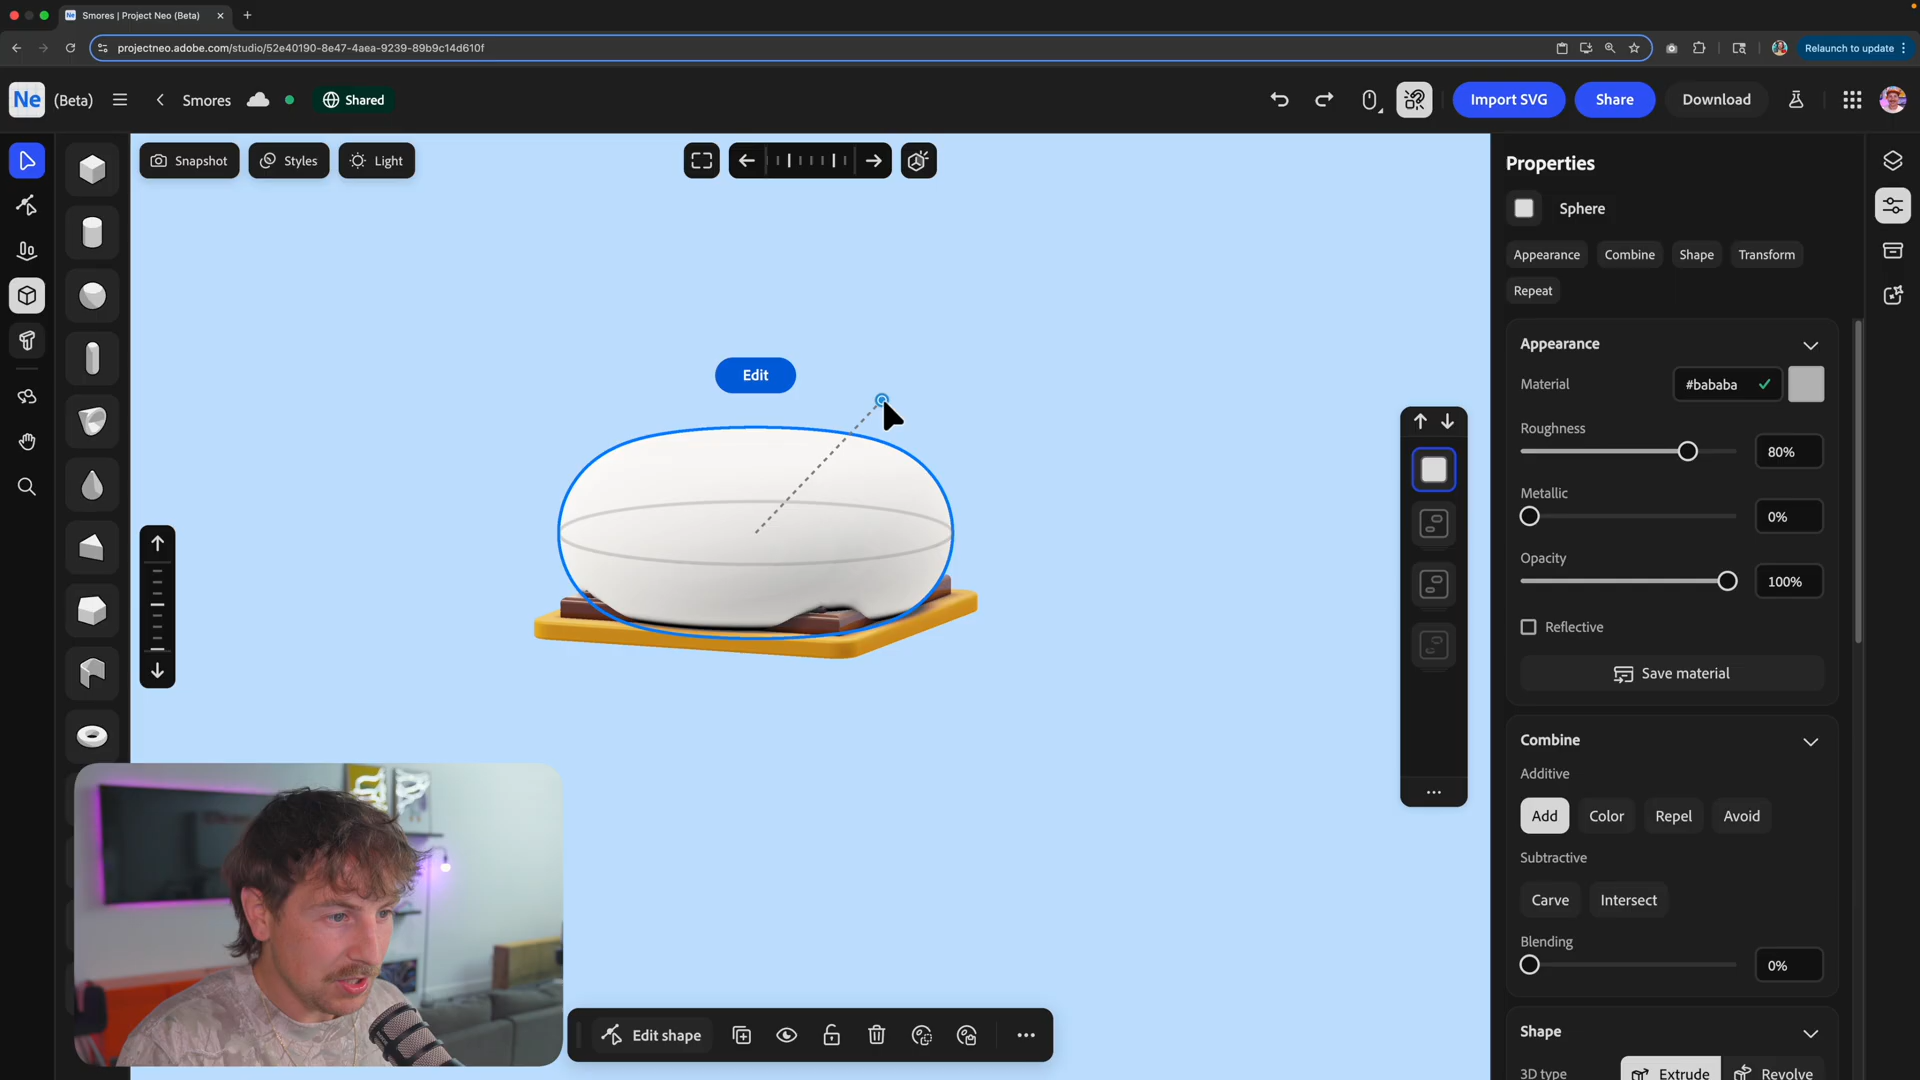 Ne Smores | Project Neo (Beta)
projectneo.adobe.com/studio/52e40190-8e47-4aea-9239-89b9c14d610f
Relaunch to update
Ne (Beta) Smores Shared Import SVG Share Download
Snapshot Styles Light
Edit
Properties
Sphere
Appearance Combine Shape Transform
Repeat
Appearance
Material #bababa
Roughness
80%
Metallic
0%
Opacity
100%
Reflective
Save material
Combine
Additive
Add Color Repel Avoid
Subtractive
Carve Intersect
Blending
0%
Shape
3D type Extrude Revolve
Edit shape